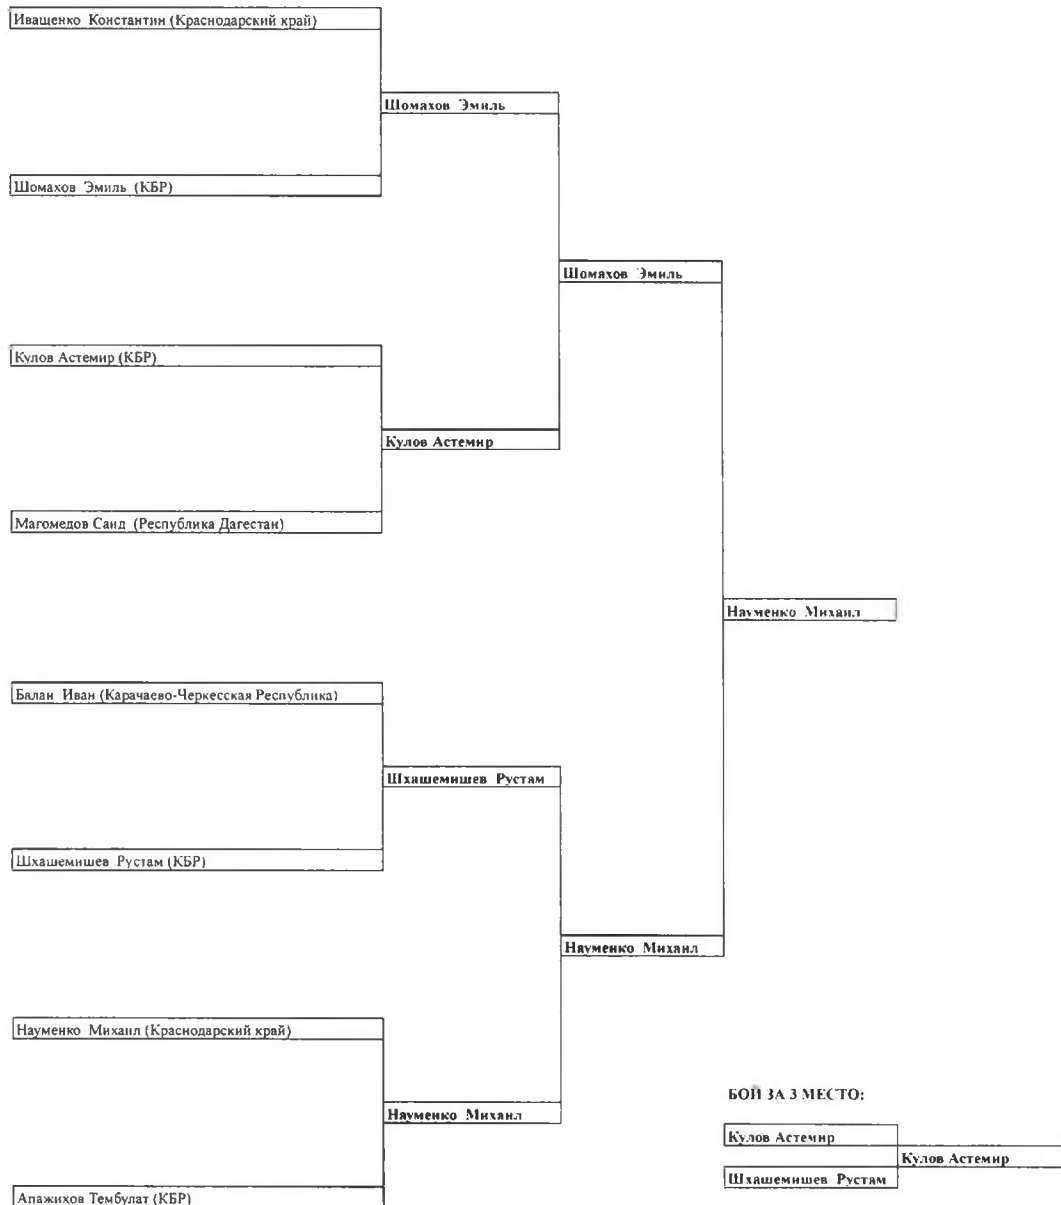 Иващенко Константин (Краснодарский край)
Шомахов Эмиль
Шомахов Эмиль (КБР)
Шомахов Эмиль
Кулов Астемир (КБР)
Кулов Астемир
Магомедов Саид (Республика Дагестан)
Науменко Михаил
Балан Иван (Карачаево-Черкесская Республика)
Шхашемишев Рустам
Шхашемишев Рустам (КБР)
Науменко Михаил
Науменко Михаил (Краснодарский край)
БОЙ ЗА 3 МЕСТО:
Науменко Михаил
Кулов Астемир
Кулов Астемир
Шхашемишев Рустам
Апажихов Тембулат (КБР)